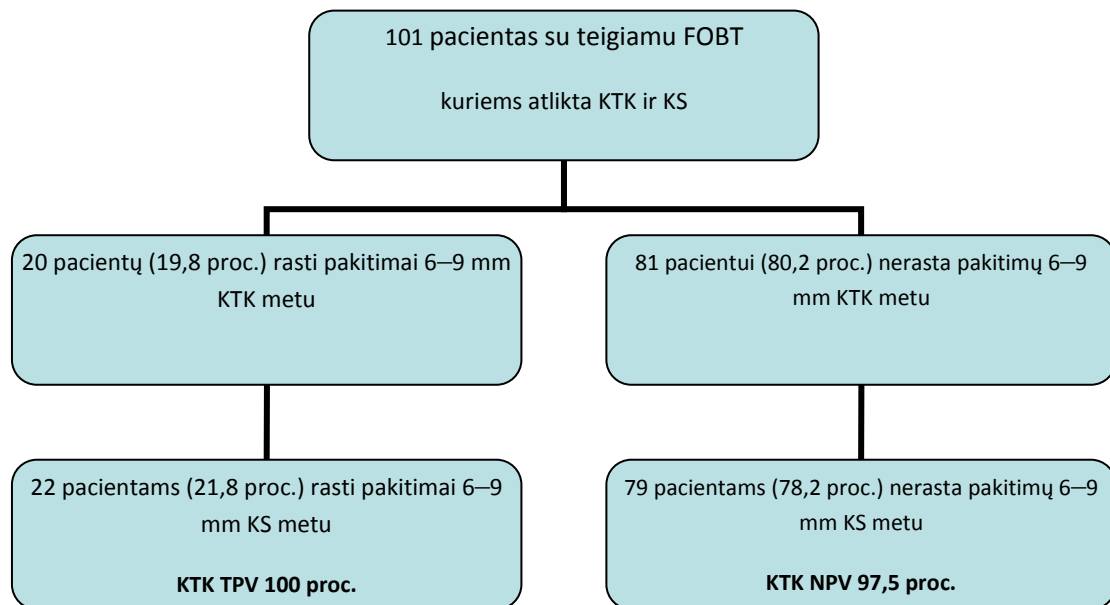 101 pacientas su teigiamu FOBT
kuriems atlikta KTK ir KS
20 pacientų (19,8 proc.) rasti pakitimai 6—9 mm
KTK metu
81 pacientui (80,2 proc.) nerasta pakitimų 6—9
mm KTK metu
22 pacientams (21,8 proc.) rasti pakitimai 6—9
mm KS metu
KTK TPV 100 proc.
79 pacientams (78,2 proc.) nerasta pakitimų 6—9
mm KS metu
KTK NPV 97,5 proc.